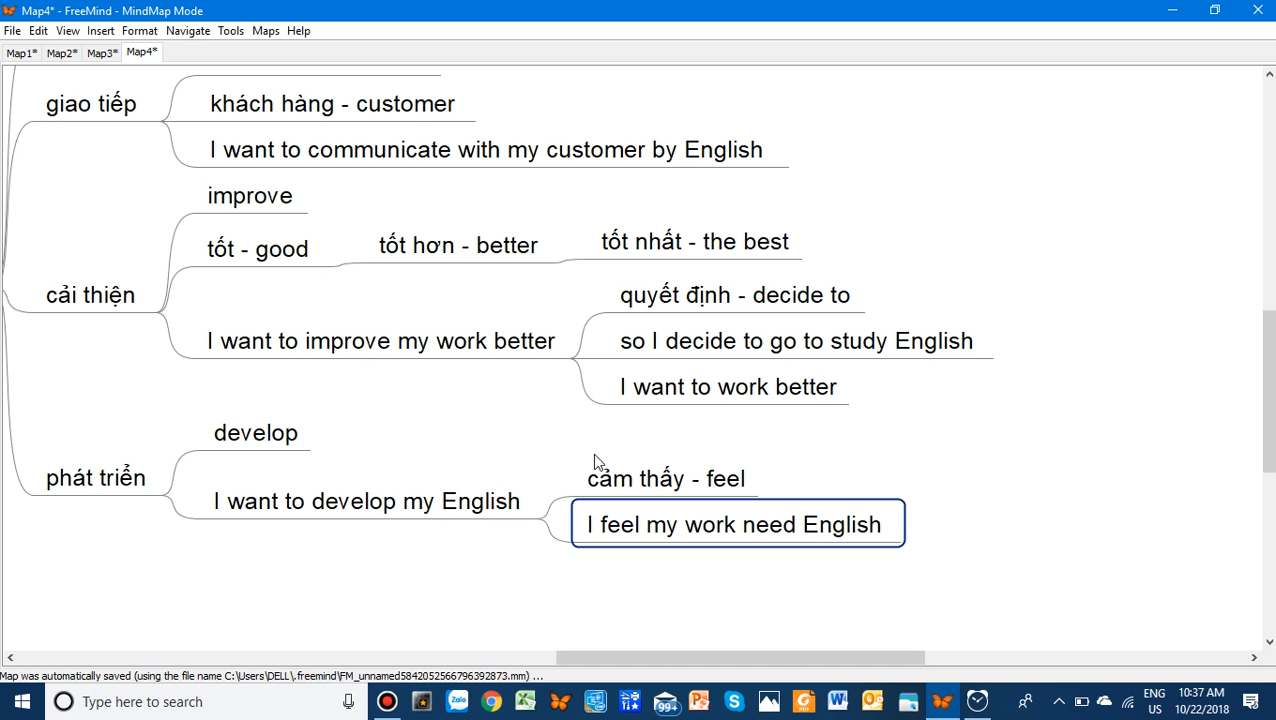 Map4* - FreeMind - MindMap Mode
File Edit View Insert Format Navigate Tools Maps Help
Map1* Map2* Map3* Map4*
giao tiếp
khách hàng - customer
I want to communicate with my customer by English
improve
tốt - good
tốt hơn - better
tốt nhất - the best
cải thiện
quyết định - decide to
I want to improve my work better
so I decide to go to study English
I want to work better
develop
phát triển
cảm thấy - feel
I want to develop my English
I feel my work need English
Map was automatically saved (using the file name C:\Users\DELL\.freemind\FM_unnamed5842052566796392873.mm) ...
Type here to search
99+
ENG
US
10:37 AM
10/22/2018